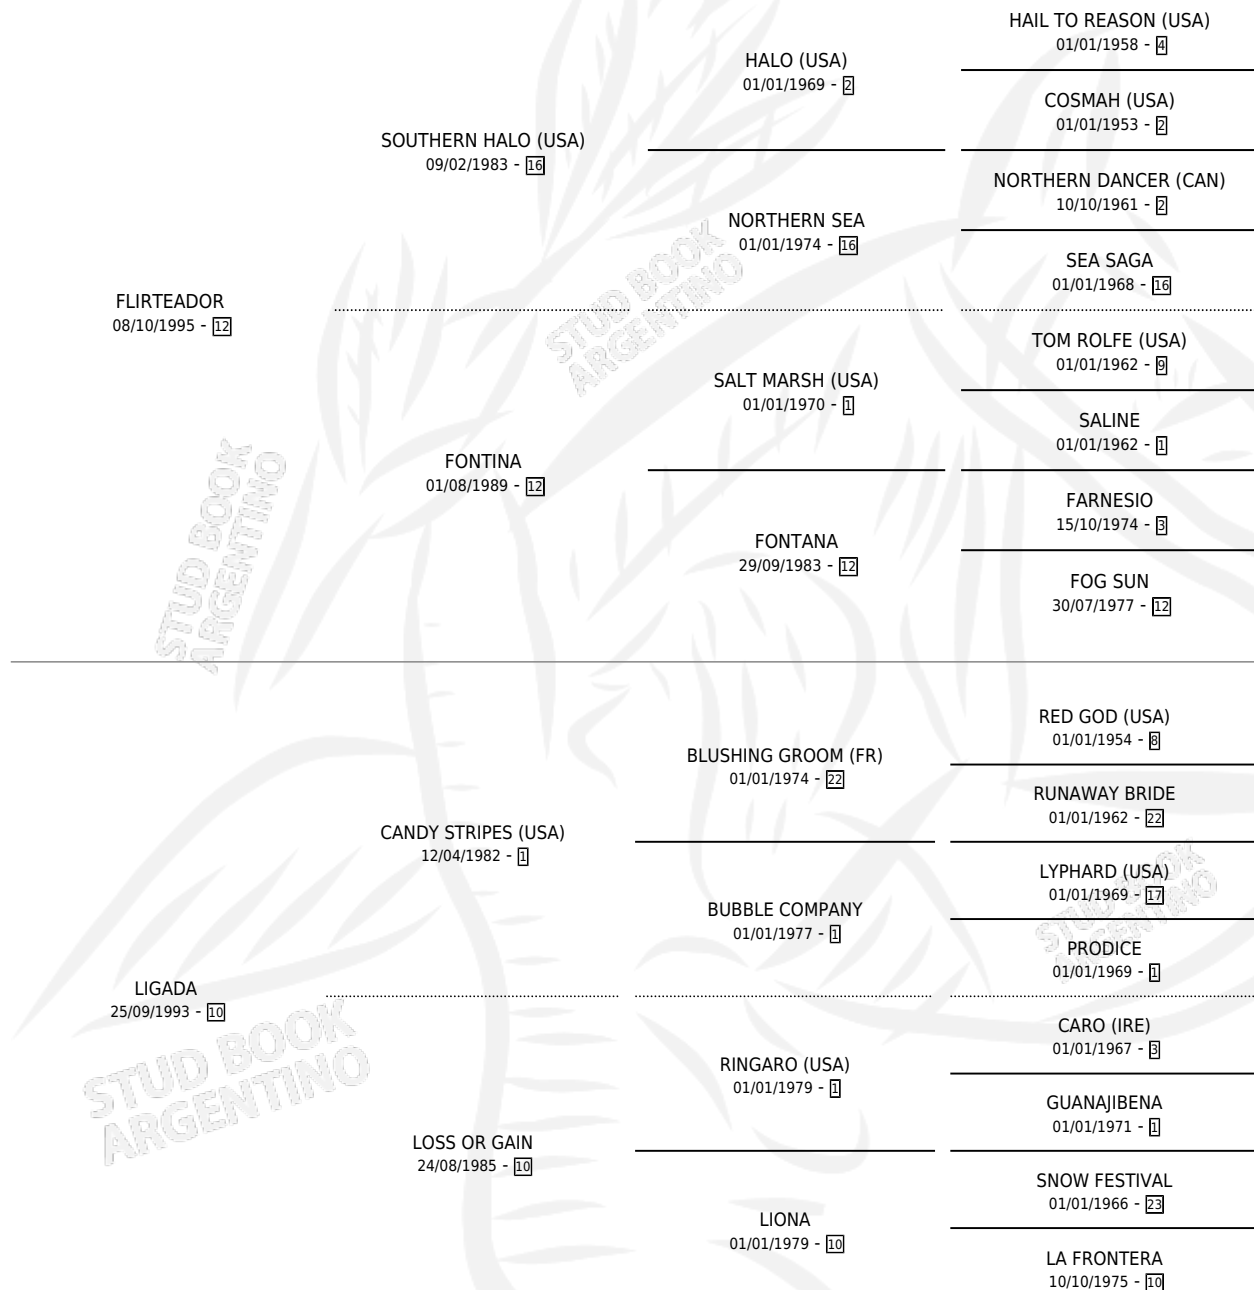 HAIL TO REASON (USA)
01/01/1958 - 4
HALO (USA)
01/01/1969 - 2
COSMAH (USA)
01/01/1953 - 2
SOUTHERN HALO (USA)
09/02/1983 - 16
NORTHERN DANCER (CAN)
10/10/1961 - 2
NORTHERN SEA
01/01/1974 - 16
SEA SAGA
01/01/1968 - 16
FLIRTEADOR
08/10/1995 - 12
TOM ROLFE (USA)
01/01/1962 - 9
SALT MARSH (USA)
01/01/1970 - 1
SALINE
01/01/1962 - 1
FONTINA
01/08/1989 - 12
FARNESIO
15/10/1974 - 3
FONTANA
29/09/1983 - 12
FOG SUN
30/07/1977 - 12
RED GOD (USA)
01/01/1954 - 8
BLUSHING GROOM (FR)
01/01/1974 - 22
RUNAWAY BRIDE
01/01/1962 - 22
CANDY STRIPES (USA)
12/04/1982 - 1
LYPHARD (USA)
01/01/1969 - 17
BUBBLE COMPANY
01/01/1977 - 1
PRODICE
01/01/1969 - 1
LIGADA
25/09/1993 - 10
CARO (IRE)
01/01/1967 - 3
RINGARO (USA)
01/01/1979 - 1
GUANAJIBENA
01/01/1971 - 1
LOSS OR GAIN
24/08/1985 - 10
SNOW FESTIVAL
01/01/1966 - 23
LIONA
01/01/1979 - 10
LA FRONTERA
10/10/1975 - 10
STUD BOOK
ARGENTINO
STUD BOOK
ARGENTINO
STUD BOOK
ARGENTINO
STUD BOOK
ARGENTINO